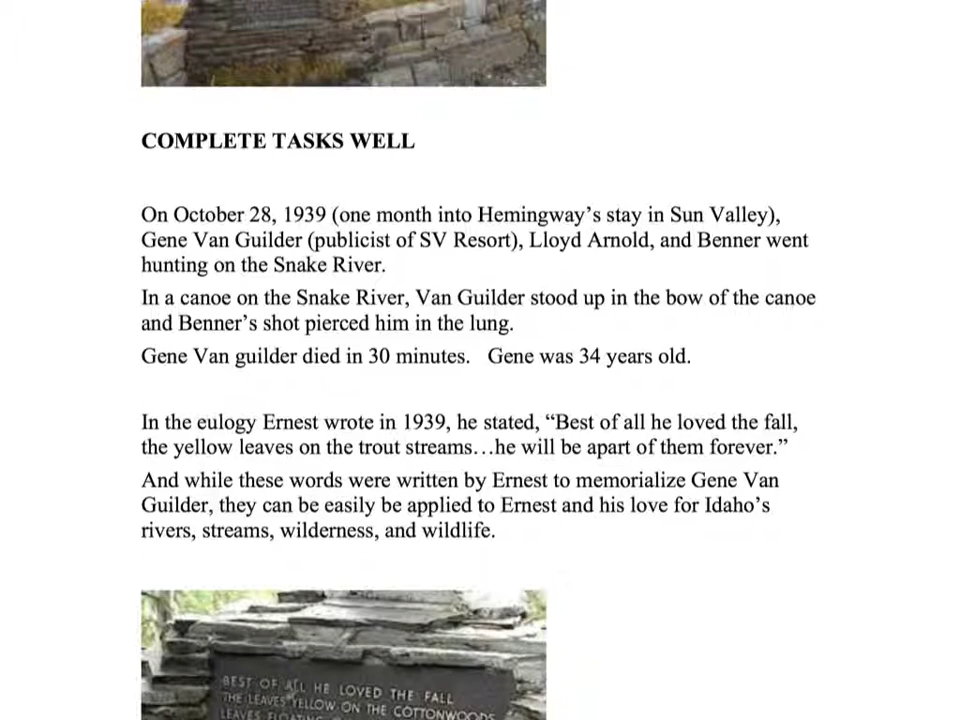 COMPLETE TASKS WELL
On October 28, 1939 (one month into Hemingway’s stay in Sun Valley),
Gene Van Guilder (publicist of SV Resort), Lloyd Arnold, and Benner went
hunting on the Snake River.
In a canoe on the Snake River, Van Guilder stood up in the bow of the canoe
and Benner’s shot pierced him in the lung.
Gene Van guilder died in 30 minutes.   Gene was 34 years old.
In the eulogy Ernest wrote in 1939, he stated, “Best of all he loved the fall,
the yellow leaves on the trout streams…he will be apart of them forever.”
And while these words were written by Ernest to memorialize Gene Van
Guilder, they can be easily be applied to Ernest and his love for Idaho’s
rivers, streams, wilderness, and wildlife.
BEST OF ALL HE LOVED THE FALL
THE LEAVES YELLOW ON THE COTTONWOODS
LEAVES